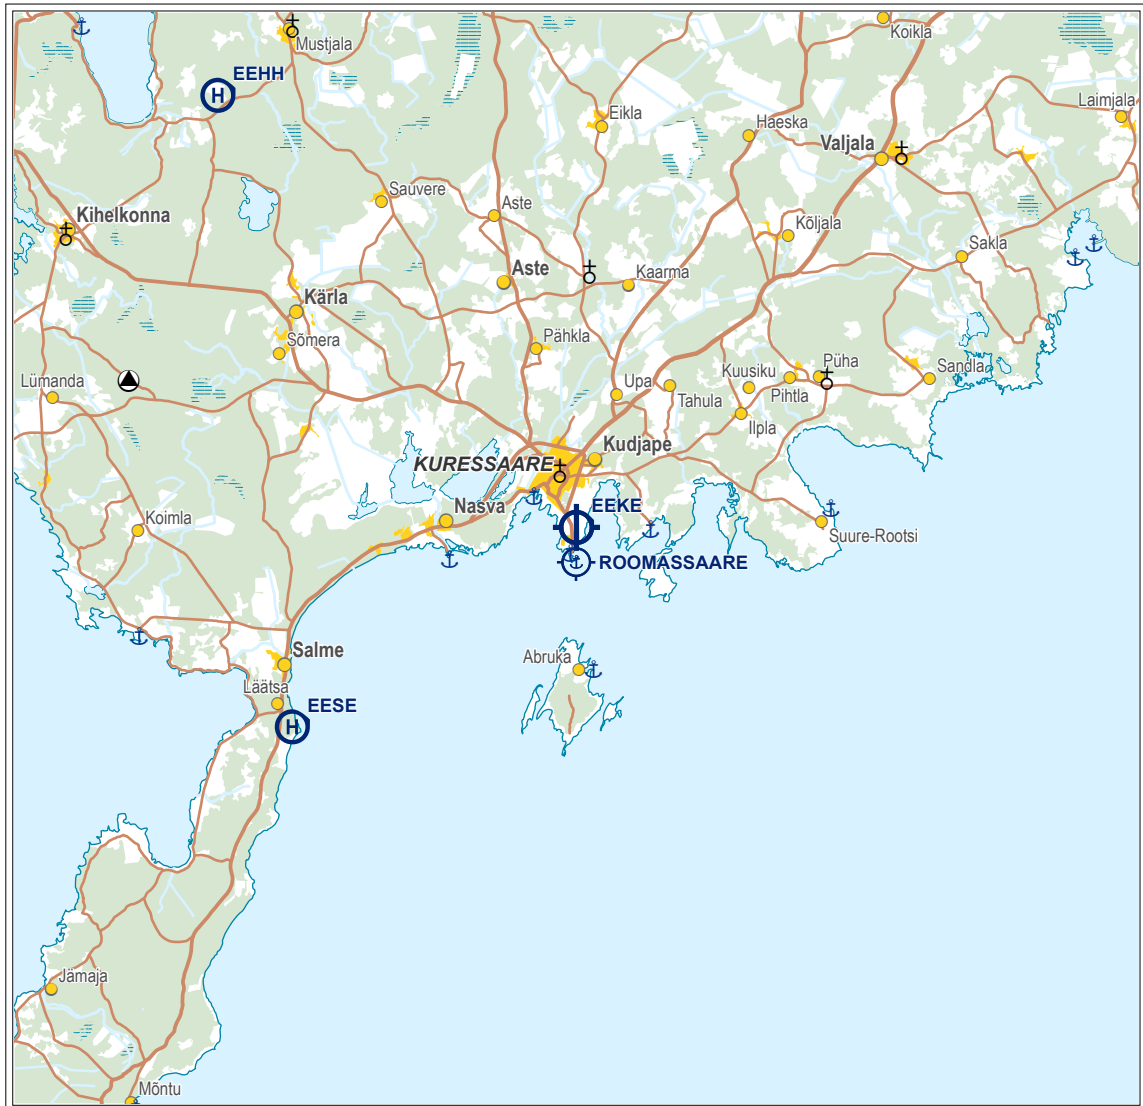 Koikla
Mustjala
EEHH
H
Laimjala
Eikla
Haeska
Valjala
Sauvere
Aste
Kihelkonna
Kõljala
Sakla
Aste
Kaarma
Kärla
Sõmera
Pähkla
Püha
Lümanda
Upa
Kuusiku
Sandla
Tahula
Pihtla
Ilpla
Kudjape
KURESSAARE
Nasva
EEKE
Koimla
Suure-Rootsi
ROOMASSAARE
Salme
Abruka
Läätsa
EESE
H
Jämaja
Mõntu